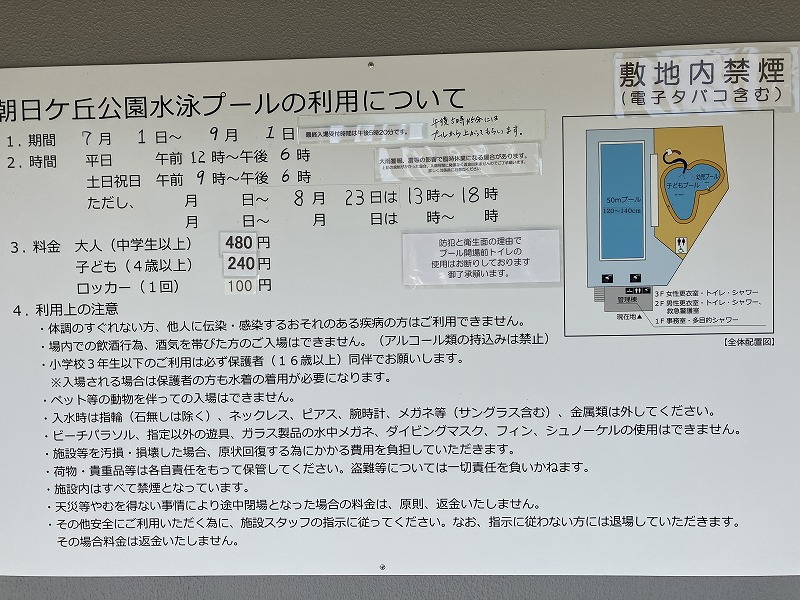 朝日ケ丘公園水泳プールの利用について
敷地内禁煙
(電子タバコ含む)
1. 期間 7月 1日~ 9月 1日
最終入場受付時間は午後5時20分です。
午後5時45分には
プールから上がってもらいます。
2. 時間 平日 午前 12時~午後 6時
土日祝日 午前 9時~午後 6時
大雨警報、雷等の影響で臨時休業になる場合があります。
ただし、 月 日~ 8月 23日は 13時~ 18時
月 日~ 月 日は 時~ 時
3. 料金 大人(中学生以上) 480円
子ども(4歳以上) 240円
ロッカー(1回) 100円
防犯と衛生面の理由で
プール開場前トイレの
使用はお断りしております
御了承願います。
50mプール
120~140cm
子どもプール
幼児プール
管理棟
現在地▲
3F 女性更衣室・トイレ・シャワー
2F 男性更衣室・トイレ・シャワー、
救急醫護室
1F 事務室・多目的シャワー
【全体配置図】
4. 利用上の注意
・体調のすぐれない方、他人に伝染・感染するおそれのある疾病の方はご利用できません。
・場内での飲酒行為、酒気を帯びた方のご入場はできません。(アルコール類の持込みは禁止)
・小学校3年生以下のご利用は必ず保護者(16歳以上)同伴でお願いします。
※入場される場合は保護者の方も水着の着用が必要になります。
・ペット等の動物を伴っての入場はできません。
・入水時は指輪(石無しは除く)、ネックレス、ピアス、腕時計、メガネ等(サングラス含む)、金属類は外してください。
・ビーチパラソル、指定以外の遊具、ガラス製品の水中メガネ、ダイビングマスク、フィン、シュノーケルの使用はできません。
・施設等を汚損・損壊した場合、原状回復する為にかかる費用を負担していただきます。
・荷物・貴重品等は各自責任をもって保管してください。盗難等については一切責任を負いかねます。
・施設内はすべて禁煙となっています。
・天災等やむを得ない事情により途中閉場となった場合の料金は、原則、返金いたしません。
・その他安全にご利用いただく為に、施設スタッフの指示に従ってください。なお、指示に従わない方には退場していただきます。
その場合料金は返金いたしません。